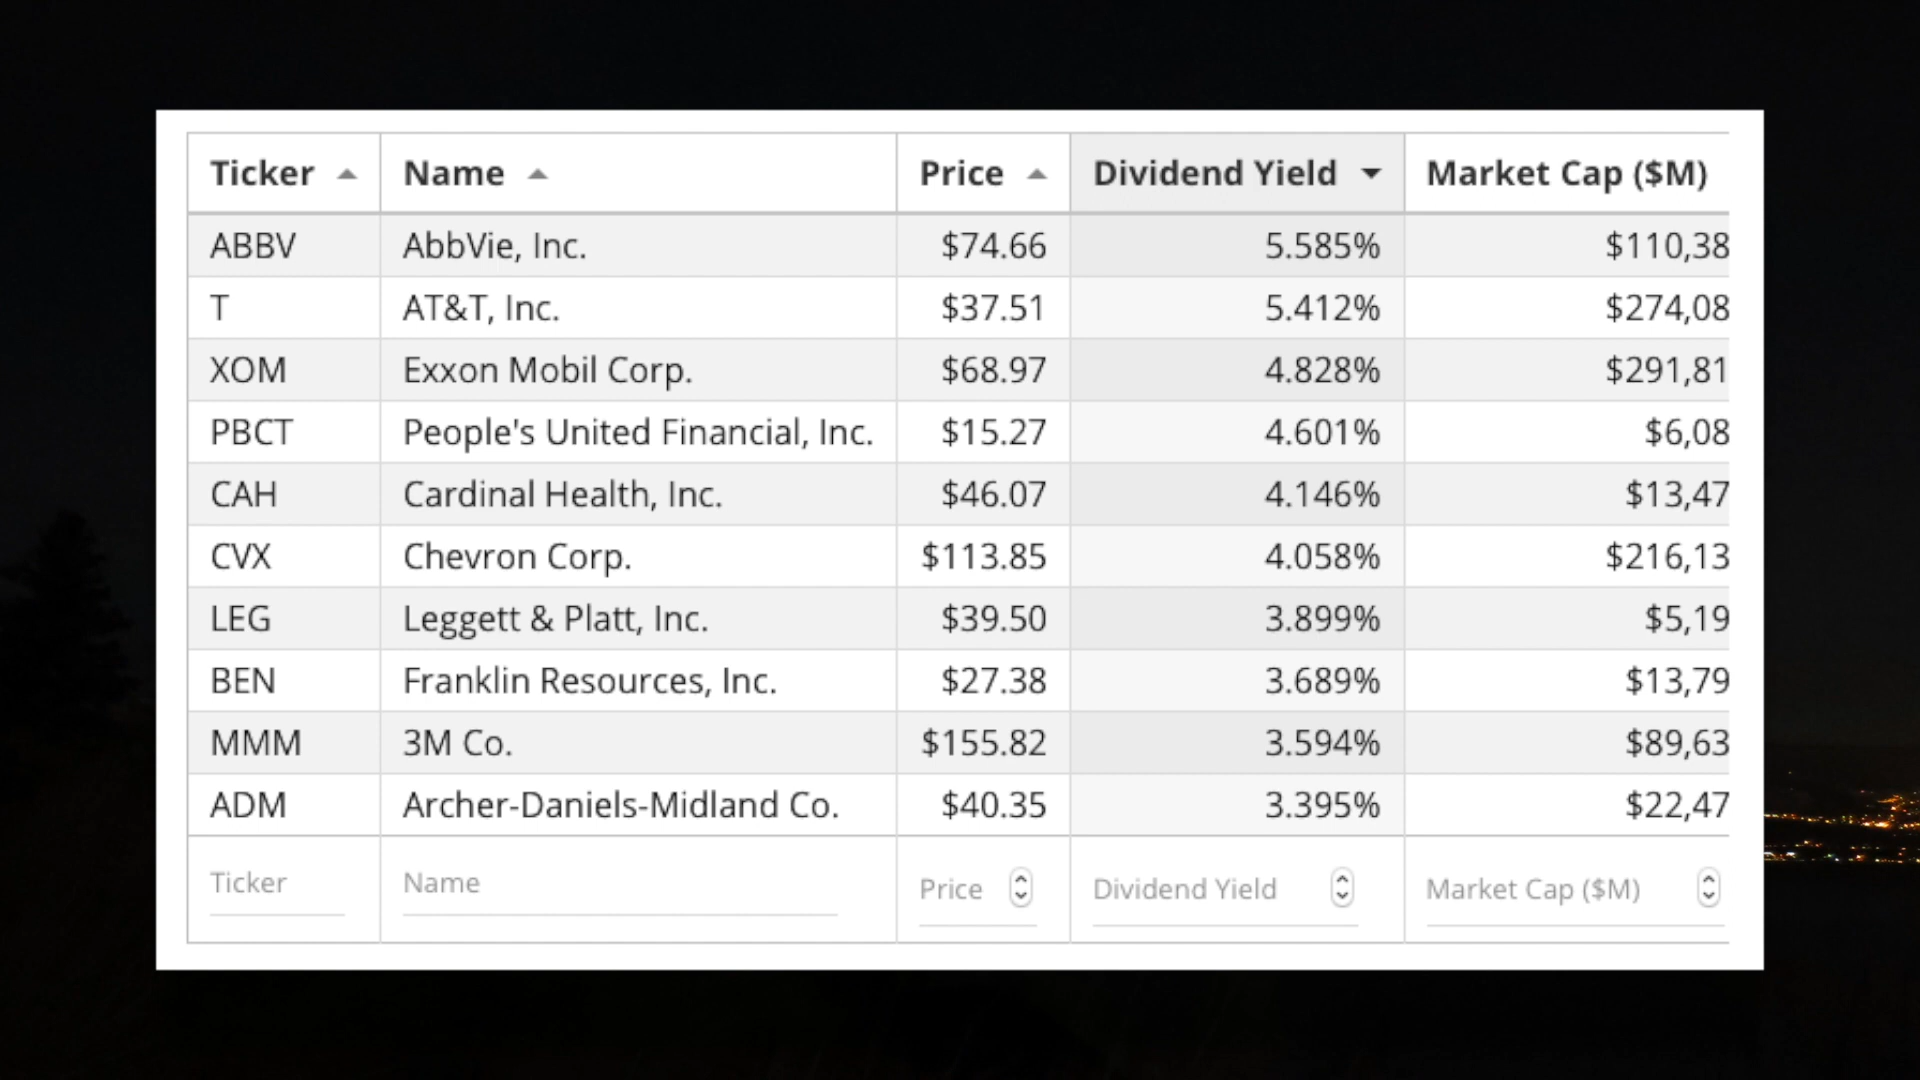 Ticker Name Price Dividend Yield Market Cap ($M)
ABBV AbbVie, Inc. $74.66 5.585% $110,38
T AT&T, Inc. $37.51 5.412% $274,08
XOM Exxon Mobil Corp. $68.97 4.828% $291,81
PBCT People's United Financial, Inc. $15.27 4.601% $6,08
CAH Cardinal Health, Inc. $46.07 4.146% $13,47
CVX Chevron Corp. $113.85 4.058% $216,13
LEG Leggett & Platt, Inc. $39.50 3.899% $5,19
BEN Franklin Resources, Inc. $27.38 3.689% $13,79
MMM 3M Co. $155.82 3.594% $89,63
ADM Archer-Daniels-Midland Co. $40.35 3.395% $22,47
Ticker Name Price Dividend Yield Market Cap ($M)